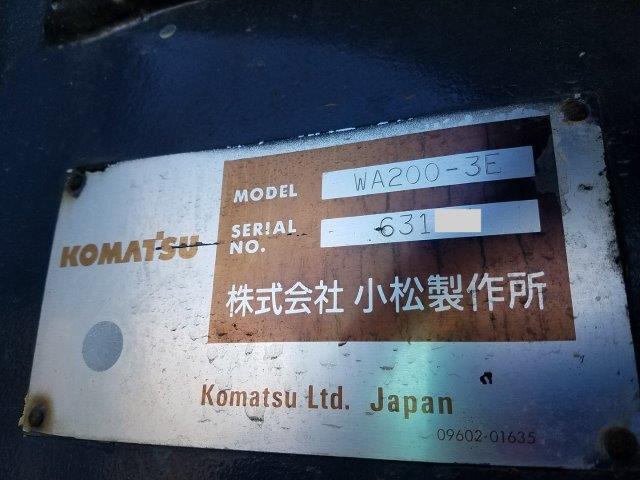 KOMATSU
MODEL WA200-3E
SERIAL NO. 631
株式会社 小松製作所
Komatsu Ltd. Japan
09602-01635